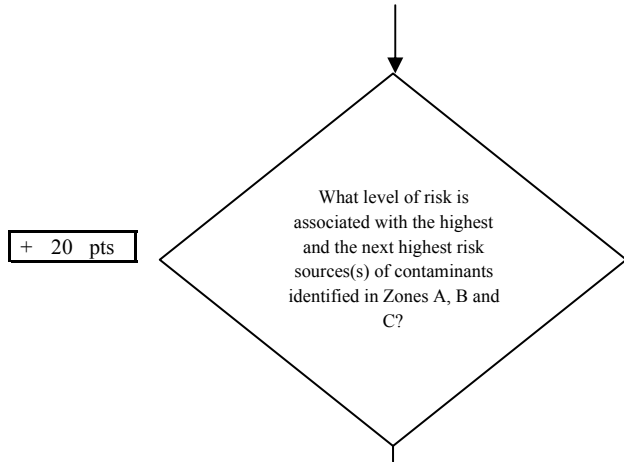 What level of risk is
associated with the highest
and the next highest risk
+ 20 pts
sources(s) of contaminants
identified in Zones A, B and
C?